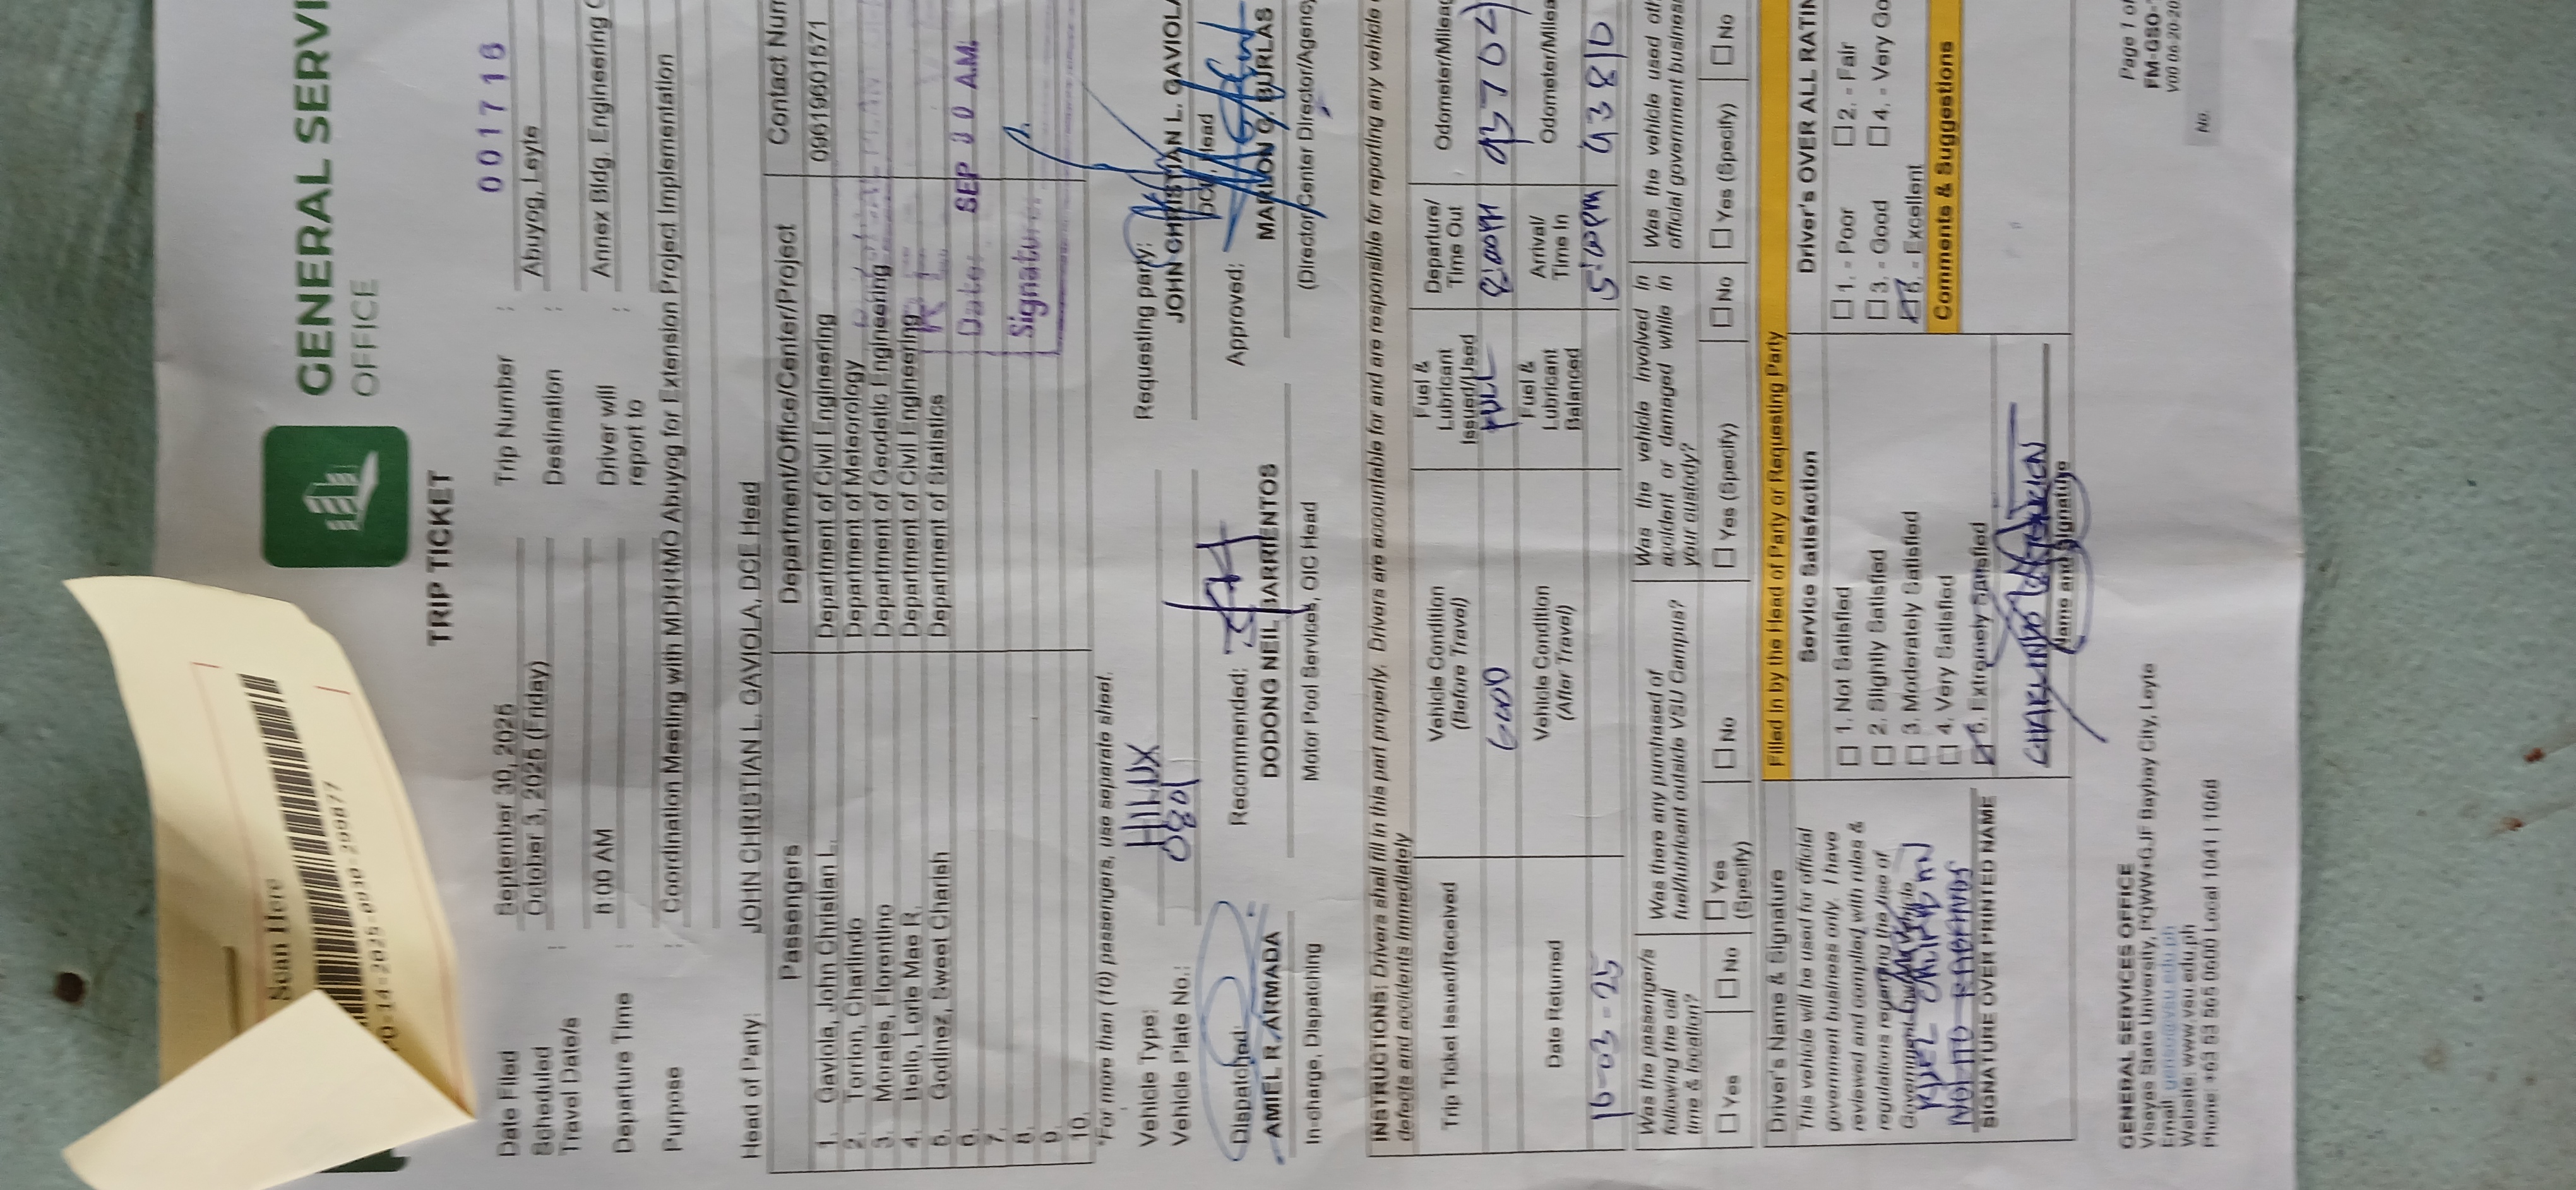 Scan Here
GENERAL SERVI
OFFICE
TRIP TICKET
001716
Date Filed : September 30, 2025 Trip Number :
Scheduled Travel Date/s : October 3, 2025 (Friday) Destination : Abuyog, Leyte
Departure Time : 8:00 AM Driver will report to : Annex Bldg. Engineering
Purpose : Coordination Meeting with MDRRMO Abuyog for Extension Project Implementation
Head of Party: JOHN CHRISTIAN L. GAVIOLA, DCE Head
Passengers Department/Office/Center/Project Contact Num
1. Gaviola, John Christian L. Department of Civil Engineering 09619601671
2. Torrion, Charlindo Department of Meteorology
3. Morales, Florentino Department of Geodetic Engineering
4. Bello, Lorie Mae R. Department of Civil Engineering
5. Godinez, Sweet Charish Department of Statistics
6.
7.
8.
9.
10.
Date: SEP 30 A.M.
Signature:
*For more than (10) passengers, use separate sheet.
Vehicle Type: HILUX
Vehicle Plate No.: 0801
Requesting party:
JOHN CHRISTIAN L. GAVIOLA
DCE, Head
Dispatched: Recommended: Approved:
AMIEL R. ARMADA DODONG NEIL BARRIENTOS MARLON G. BURLAS
In-charge, Dispatching Motor Pool Services, OIC Head (Director/Center Director/Agency
INSTRUCTIONS: Drivers shall fill in this part properly. Drivers are accountable for and are responsible for reporting any vehicle
defects and accidents immediately
Trip Ticket Issued/Received Vehicle Condition (Before Travel) Fuel & Lubricant Issued/Used Departure/ Time Out Odometer/Mileag
GOOD FULL 8:00AM 93704
Date Returned Vehicle Condition (After Travel) Fuel & Lubricant Balanced Arrival/ Time In Odometer/Milea
10-03-25 5:00PM 93810
Was the passenger/s following the call time & location? Was there any purchased of fuel/lubricant outside VSU Campus? Was the vehicle involved in accident or damaged while in your custody? Was the vehicle used oth official government business
☐ Yes ☐ No ☐ Yes (Specify) ☐ No ☐ Yes (Specify) ☐ No ☐ Yes (Specify) ☐ No
Driver's Name & Signature
This vehicle will be used for official
government business only. I have
reviewed and complied with rules &
regulations regarding the use of
Government
SIGNATURE OVER PRINTED NAME
Filled in by the Head of Party or Requesting Party
Service Satisfaction
☐ 1. Not Satisfied
☐ 2. Slightly Satisfied
☐ 3. Moderately Satisfied
☐ 4. Very Satisfied
☑ 5. Extremely Satisfied
Name and Signature
Driver's OVER ALL RATIN
☐ 1. - Poor ☐ 2. - Fair
☐ 3. - Good ☐ 4. - Very Go
☑ 5. - Excellent
Comments & Suggestions
GENERAL SERVICES OFFICE
Visayas State University, PQWW+GJF Baybay City, Leyte
Email: genso@vsu.edu.ph
Website: www.vsu.edu.ph
Phone: +63 53 565 0600 Local 1041 | 1068
Page 1 of
FM-GSO-
V00 06-20-20
No.